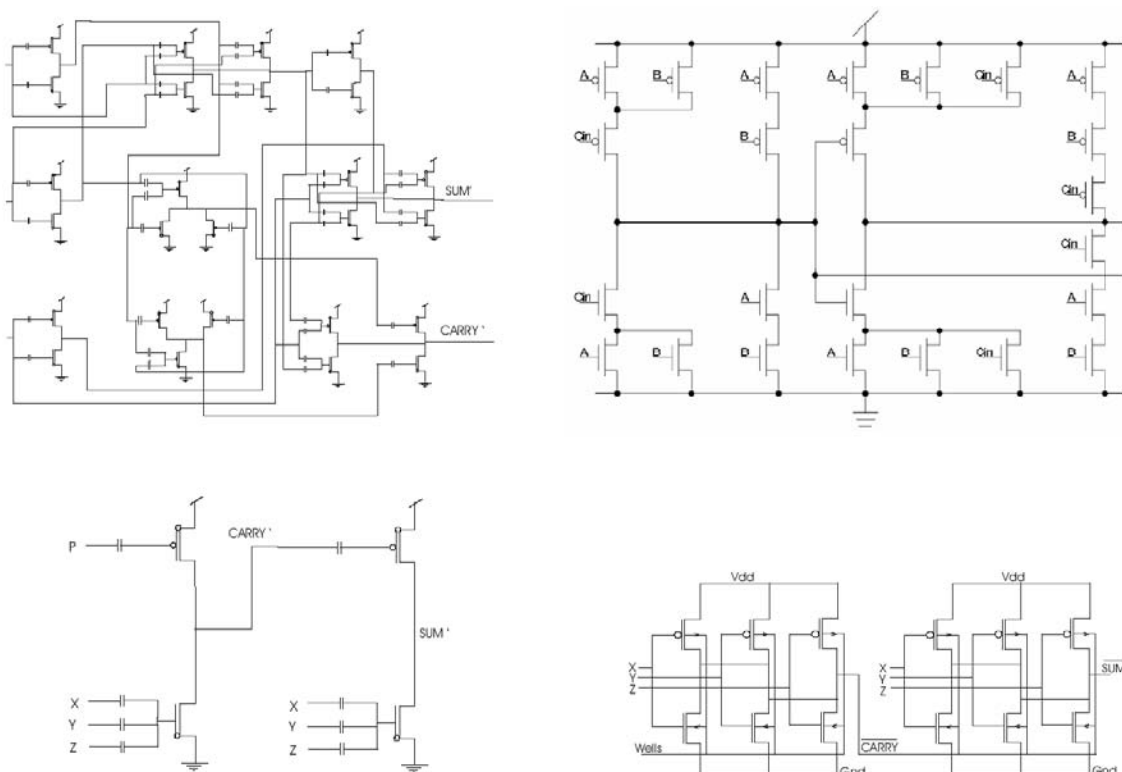 SUM'
CARRY '
A B A A B Cin A
Cin B B
Cin
Cin
Cin A A
A D D A D Cin D
P
CARRY '
SUM '
X
Y
Z
X
Y
Z
Vdd
Vdd
X
Y
Z
X
Y
Z
SUM
Wells
CARRY
Gnd
Gnd